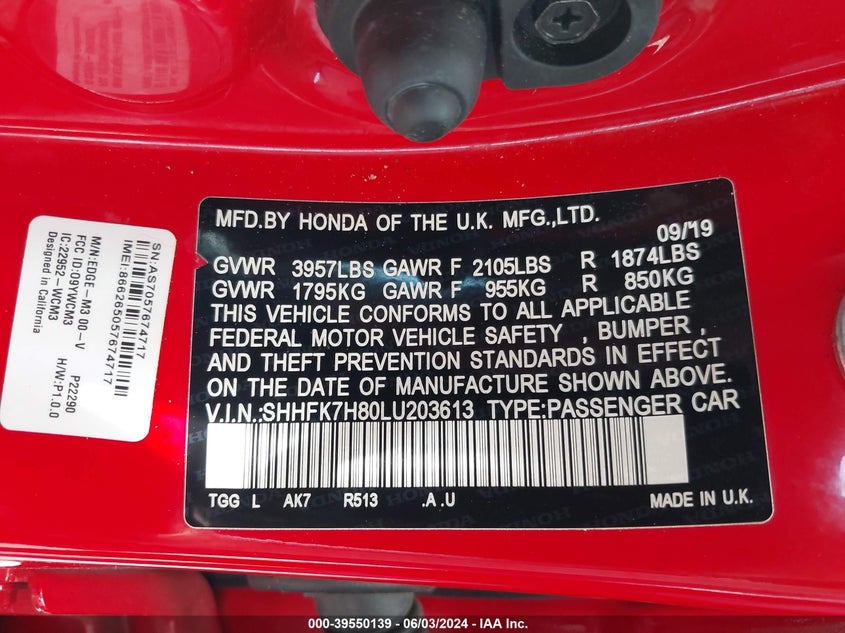 MFD.BY HONDA OF THE U.K. MFG.,LTD.
09/19
GVWR 3957LBS GAWR F 2105LBS R 1874LBS
GVWR 1795KG GAWR F 955KG R 850KG
THIS VEHICLE CONFORMS TO ALL APPLICABLE
FEDERAL MOTOR VEHICLE SAFETY , BUMPER ,
AND THEFT PREVENTION STANDARDS IN EFFECT
ON THE DATE OF MANUFACTURE SHOWN ABOVE.
V.I.N.:SHHFK7H80LU203613 TYPE:PASSENGER CAR
TGG L AK7 R513 .A .U MADE IN U.K.
SN:AS7057674717
IMEI:866265057674717
M/N:EDGE-M3 00-V P22290
FCC ID:09YWCM3 H/W:P1.0.0
IC:22952-WCM3
Designed in California
000-39550139 - 06/03/2024 - IAA Inc.